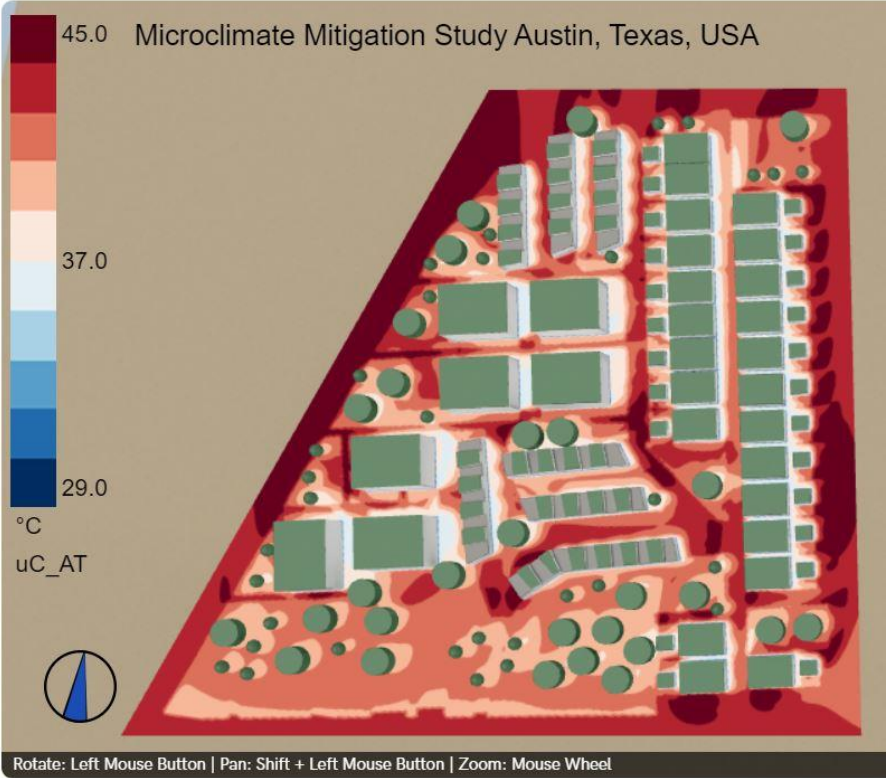 45.0
Microclimate Mitigation Study Austin, Texas, USA
37.0
29.0
°C
uC_AT
Rotate: Left Mouse Button | Pan: Shift + Left Mouse Button | Zoom: Mouse Wheel